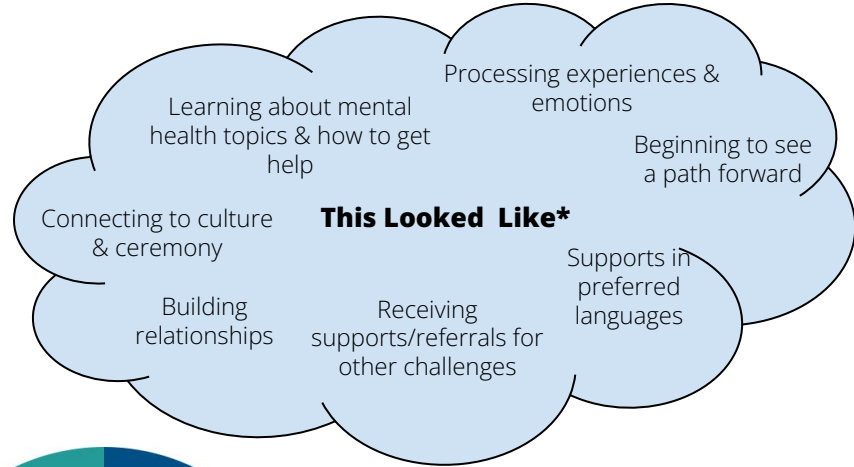 Processing experiences &
emotions
Learning about mental
health topics & how to get
help
Beginning to see
a path forward
Connecting to culture
& ceremony
This Looked Like*
Supports in
preferred
languages
Building
relationships
Receiving
supports/referrals for
other challenges